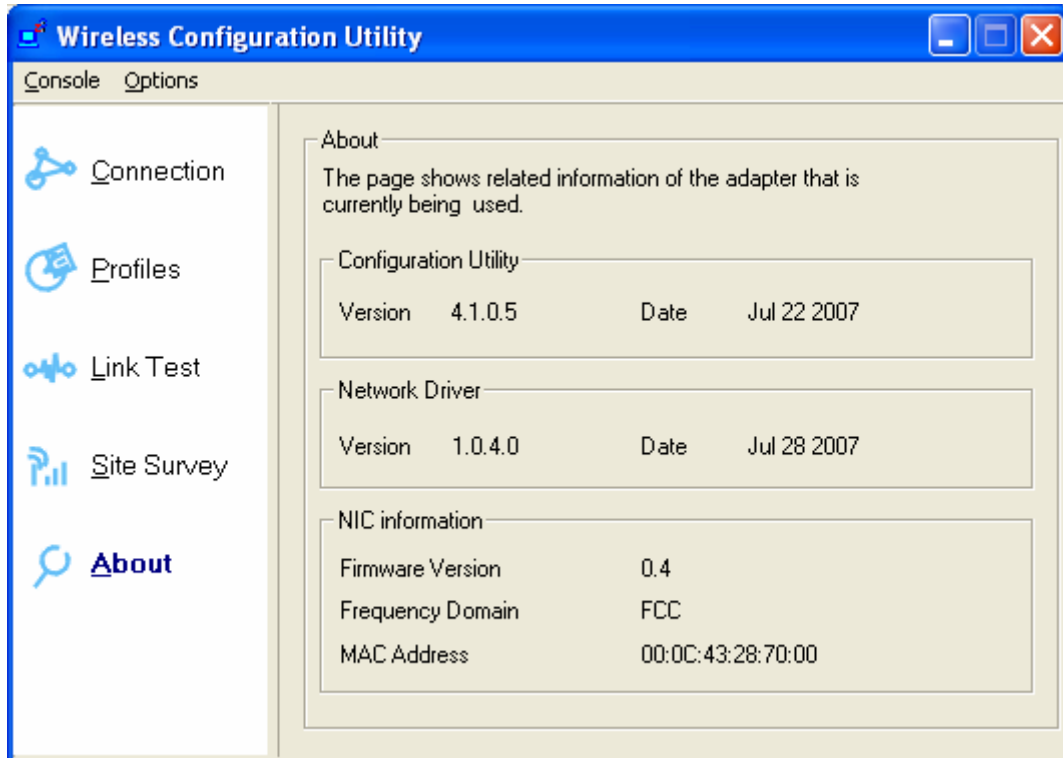 Wireless Configuration Utility
Console Options
Connection
Profiles
Link Test
Site Survey
About
About
The page shows related information of the adapter that is
currently being used.
Configuration Utility
Version 4.1.0.5 Date Jul 22 2007
Network Driver
Version 1.0.4.0 Date Jul 28 2007
NIC information
Firmware Version 0.4
Frequency Domain FCC
MAC Address 00:0C:43:28:70:00